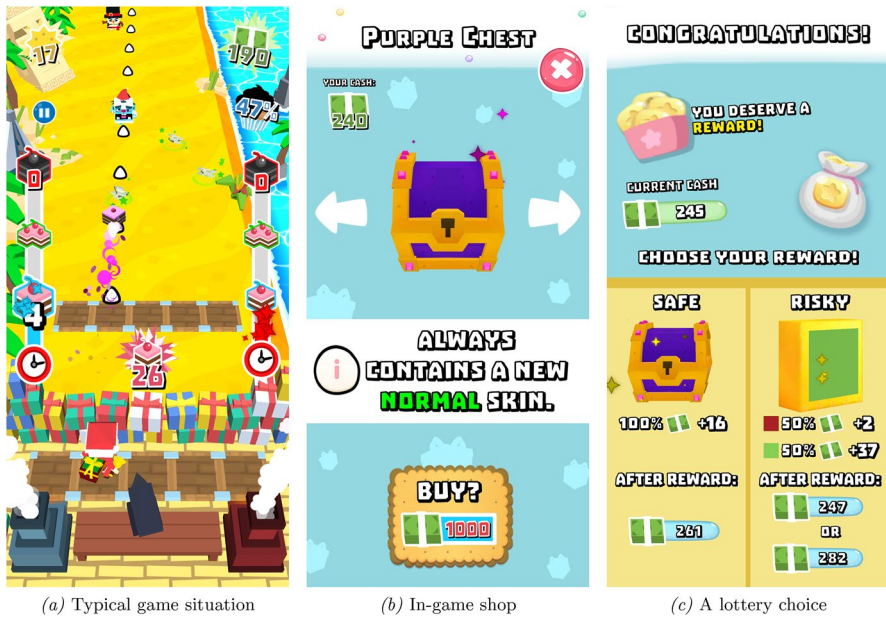 17
190
47%
0
0
4
26
A
(a) Typical game situation
PURPLE CHEST
YOUR CASH:
240
T
i
ALWAYS
CONTAINS A NEW
NORMAL SKIN.
BUY?
1000
(b) In-game shop
CONGRATULATIONS!
YOU DESERVE A
REWARD!
CURRENT CASH
245
CHOOSE YOUR REWARD!
SAFE
T
100% +16
AFTER REWARD:
261
RISKY
50% +2
50% +37
AFTER REWARD:
247
OR
282
(c) A lottery choice